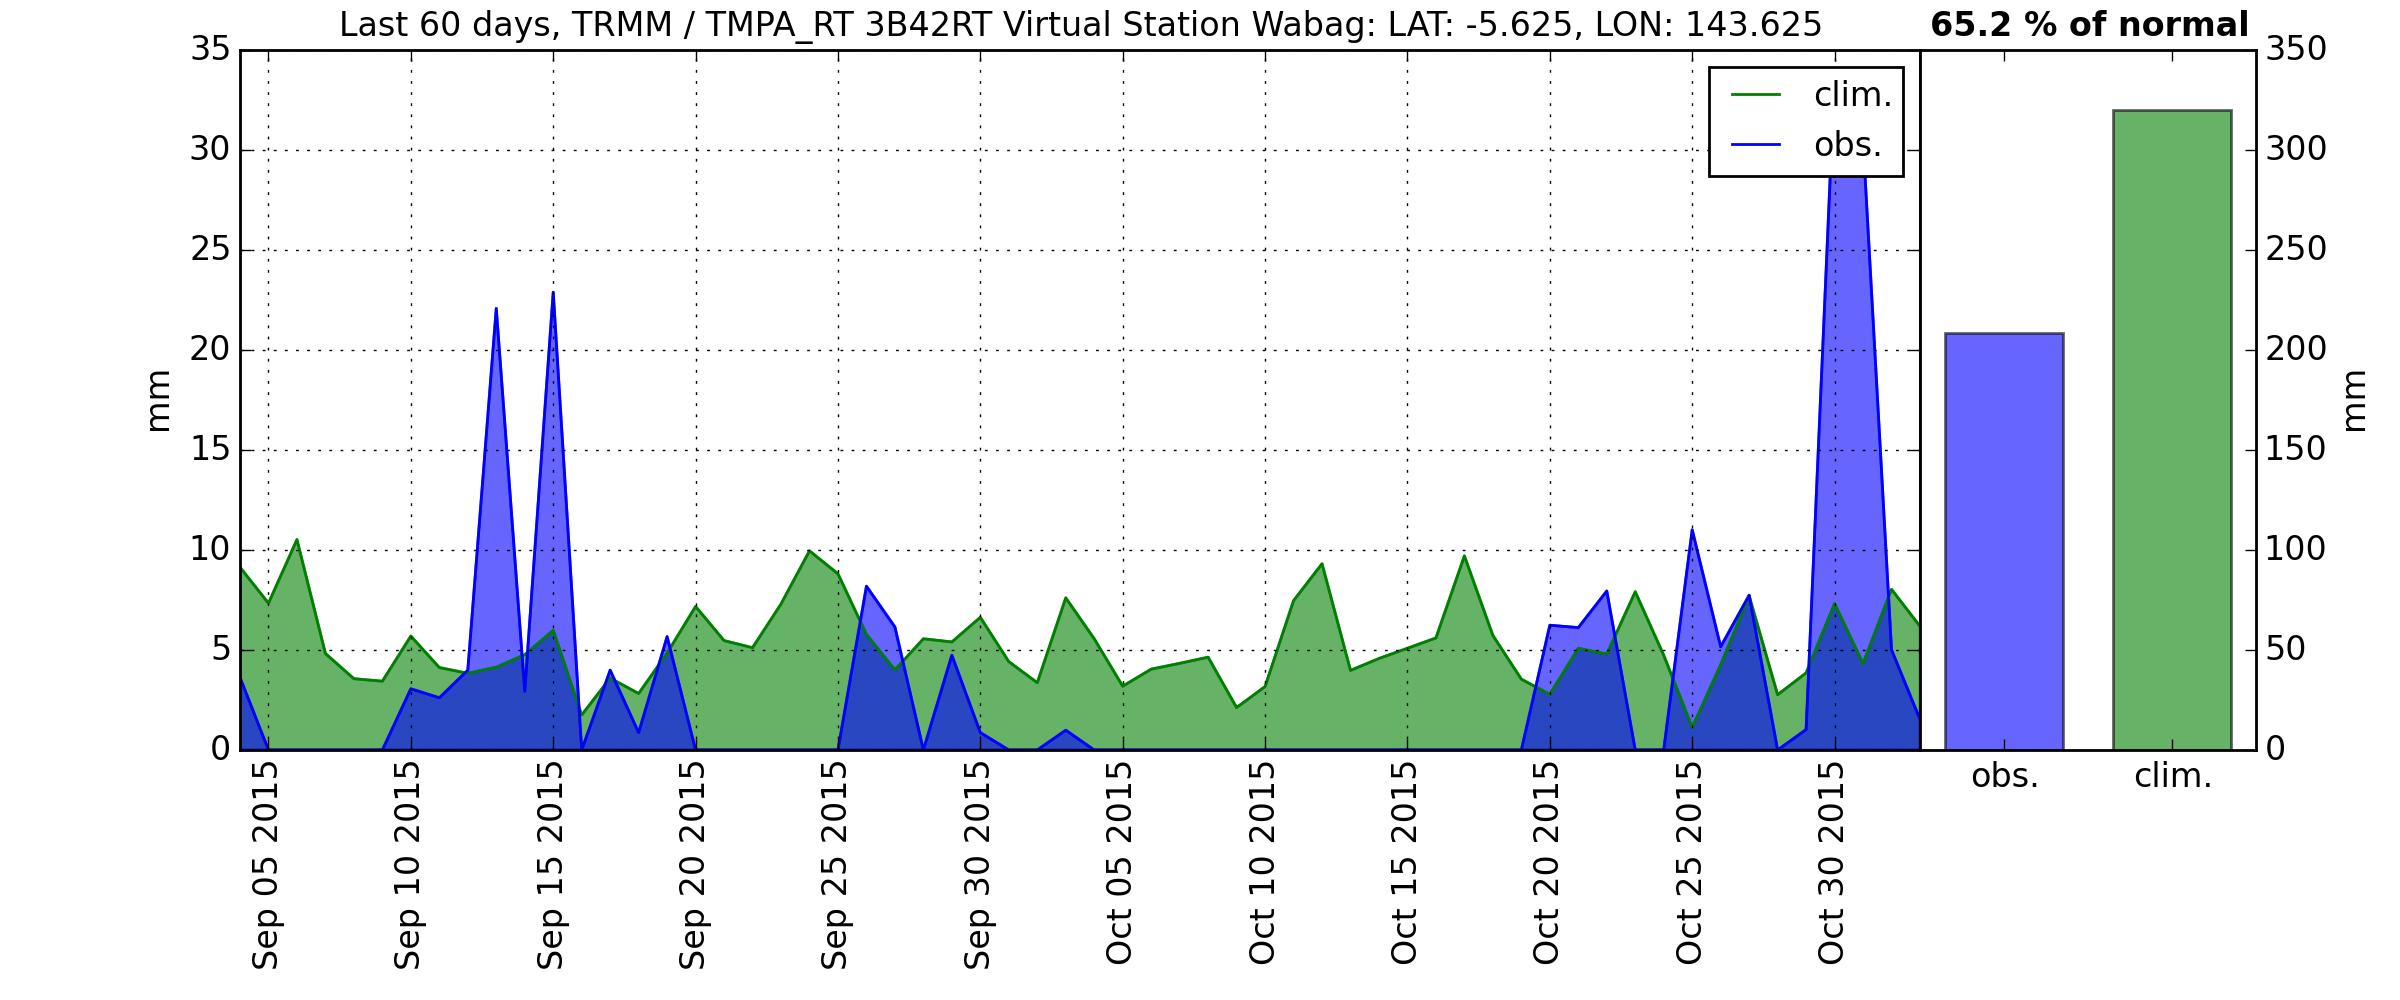 Last 60 days, TRMM / TMPA_RT 3B42RT Virtual Station Wabag: LAT: -5.625, LON: 143.625
65.2 % of normal
35
30
25
20
15
10
5
0
mm
clim.
obs.
350
300
250
200
150
100
50
0
mm
obs.
clim.
Sep 05 2015
Sep 10 2015
Sep 15 2015
Sep 20 2015
Sep 25 2015
Sep 30 2015
Oct 05 2015
Oct 10 2015
Oct 15 2015
Oct 20 2015
Oct 25 2015
Oct 30 2015